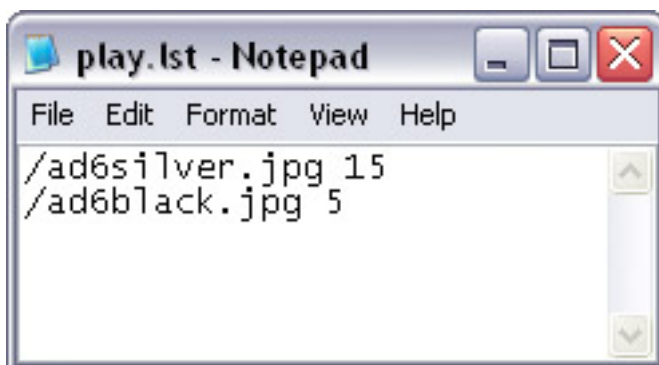 play.lst - Notepad
File Edit Format View Help
/ad6silver.jpg 15
/ad6black.jpg 5